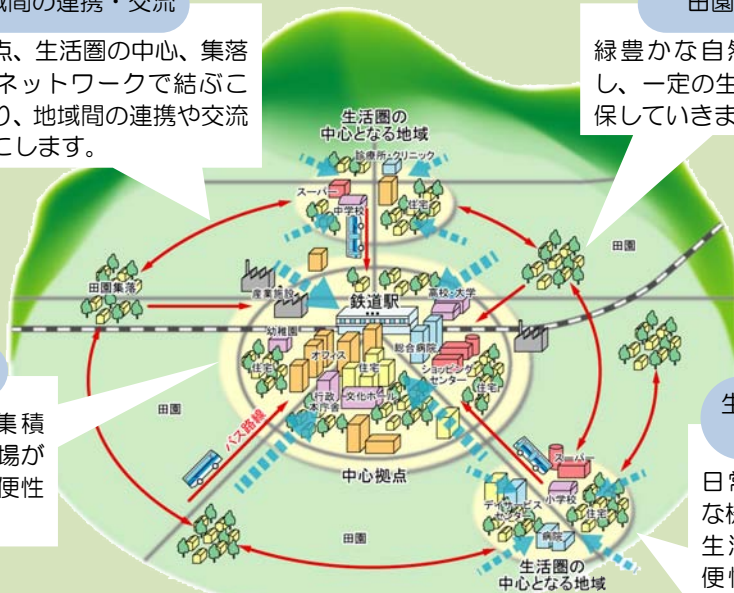 域間の連携・交流
点、生活圏の中心、集落
ネットワークで結ぶこ
り、地域間の連携や交流
にします。
田園
緑豊かな自然
し、一定の生
保していきま
生活圏の
中心となる地域
診療所・クリニック
スーパー
中学校
住宅
田園
田園集落
産業施設
鉄道駅
高校・大学
幼稚園
オフィス
総合病院
住宅
住宅
ショッピング
センター
住宅
行政
本庁舎
文化ホール
田園
バス路線
中心拠点
集積
場が
便性
スーパー
小学校
住宅
デイサービス
センター
病院
田園
生活圏の
中心となる地域
生
日常
な機
生活
便性